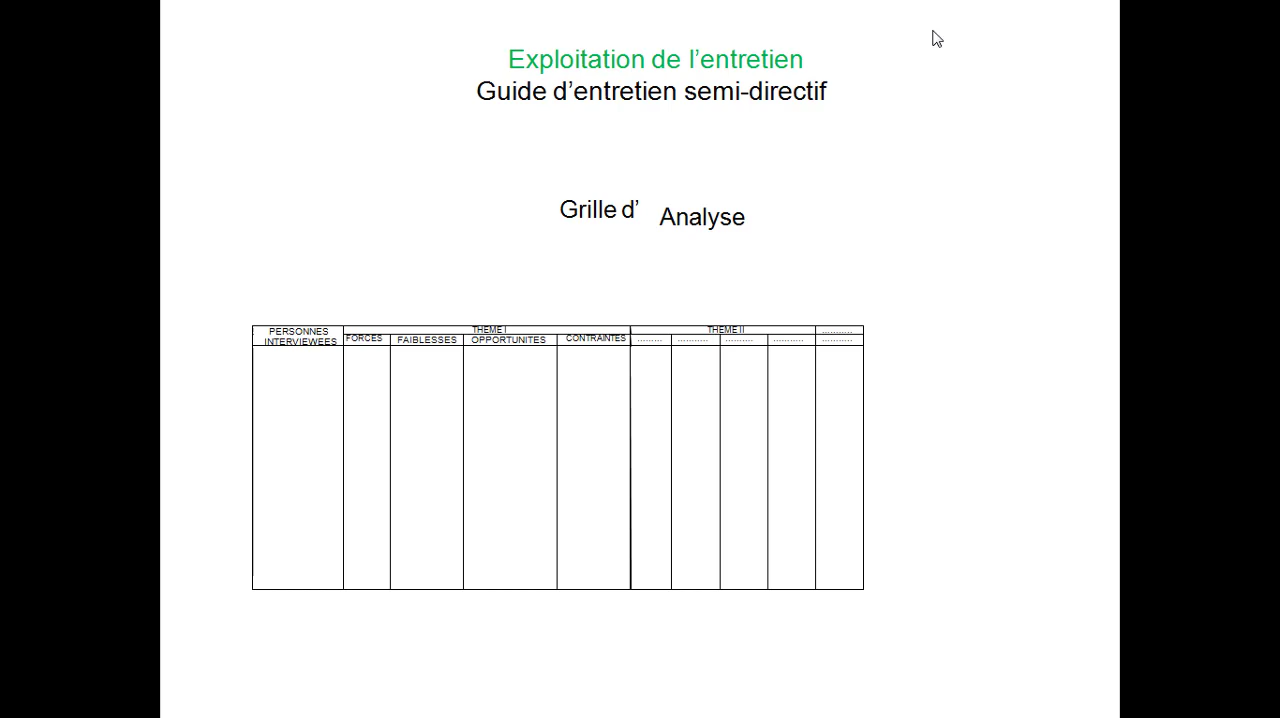 Exploitation de l’entretien
Guide d’entretien semi-directif
Grille d’ Analyse
PERSONNES INTERVIEWEES
THEME I
THEME II
...........
FORCES FAIBLESSES OPPORTUNITES CONTRAINTES ......... ........... .......... ........... ...........